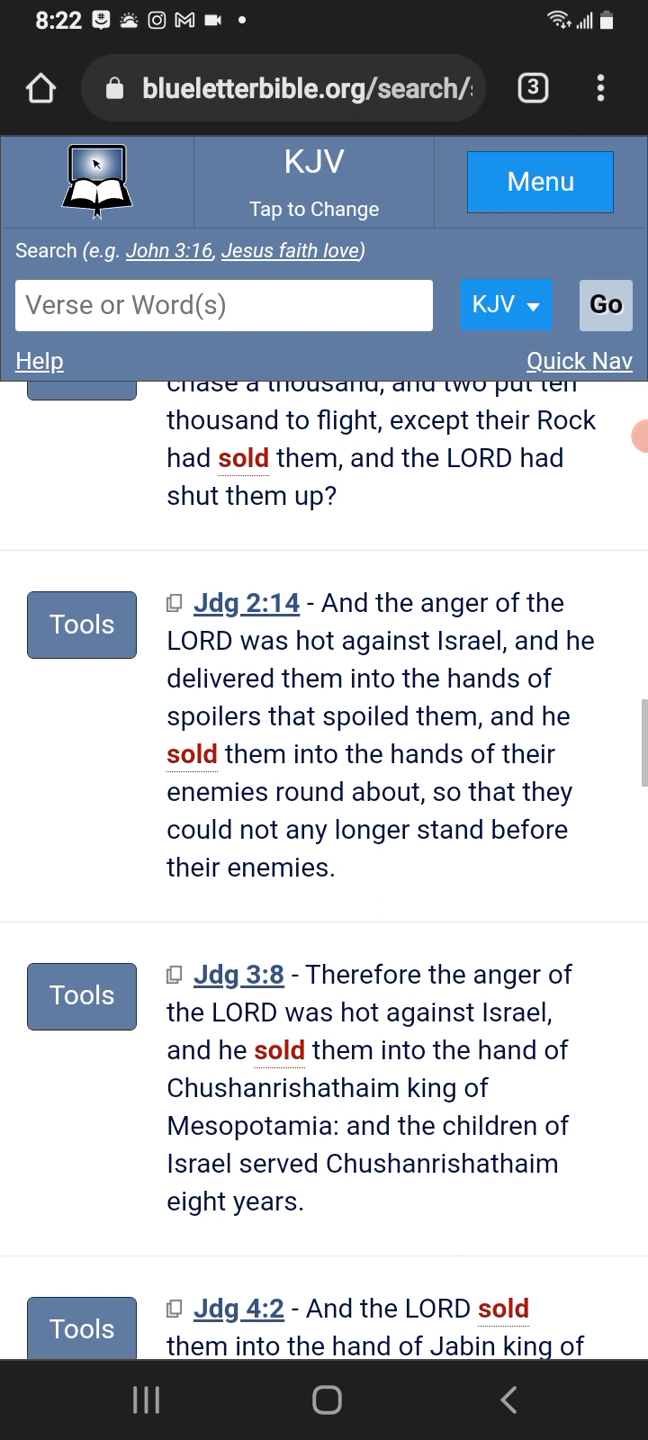 8:22
blueletterbible.org/search/
3
KJV
Tap to Change
Menu
Search (e.g. John 3:16, Jesus faith love)
Verse or Word(s)
KJV
Go
Help
Quick Nav
chase a thousand, and two put ten
thousand to flight, except their Rock
had sold them, and the LORD had
shut them up?
Tools
Jdg 2:14 - And the anger of the
LORD was hot against Israel, and he
delivered them into the hands of
spoilers that spoiled them, and he
sold them into the hands of their
enemies round about, so that they
could not any longer stand before
their enemies.
Tools
Jdg 3:8 - Therefore the anger of
the LORD was hot against Israel,
and he sold them into the hand of
Chushanrishathaim king of
Mesopotamia: and the children of
Israel served Chushanrishathaim
eight years.
Tools
Jdg 4:2 - And the LORD sold
them into the hand of Jabin king of